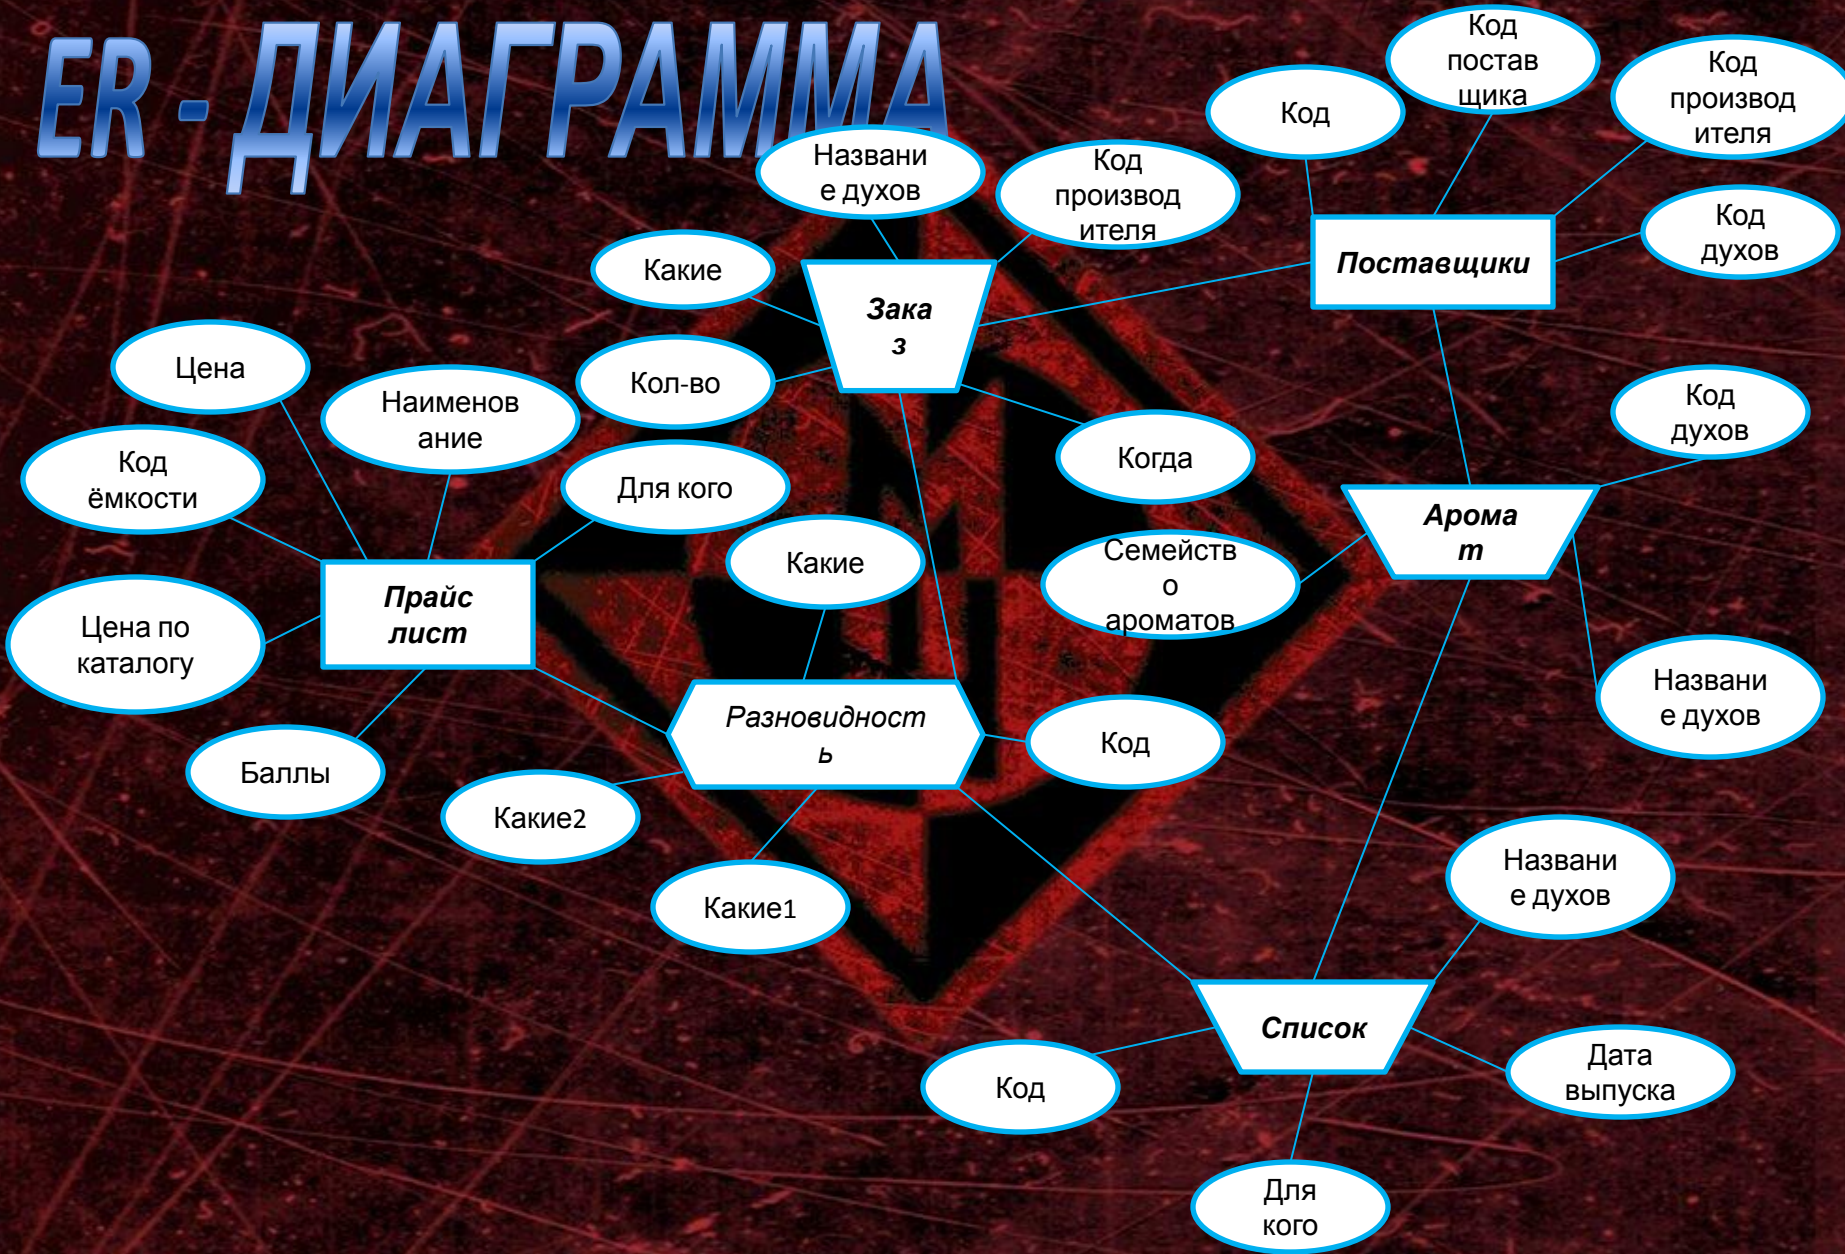 ER - ДИАГРАММА
Код
постав
щика
Код
производ
ителя
Код
Названи
е духов
Код
производ
ителя
Код
духов
Какие
Поставщики
Зака
з
Цена
Кол-во
Наименов
ание
Код
духов
Код
ёмкости
Для кого
Когда
Арома
т
Какие
Семейств
о
ароматов
Прайс
лист
Цена по
каталогу
Названи
е духов
Разновидност
ь
Код
Баллы
Какие2
Какие1
Названи
е духов
Список
Код
Дата
выпуска
Для
кого